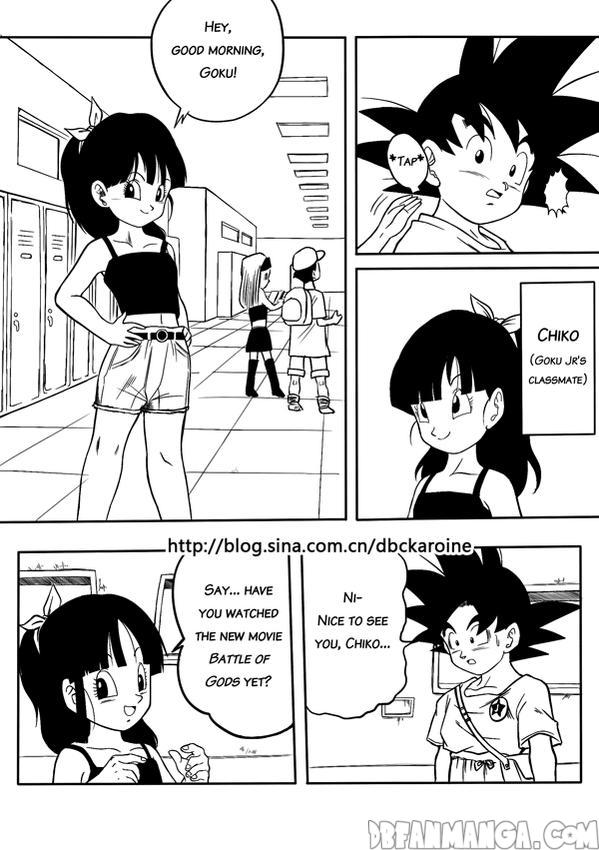 HEY,
GOOD MORNING,
GOKU!
*TAP*
CHIKO
(GOKU JR'S
CLASSMATE)
http://blog.sina.com.cn/dbckaroine
SAY... HAVE
YOU WATCHED
THE NEW MOVIE
BATTLE OF
GODS YET?
NI-
NICE TO SEE
YOU, CHIKO...
DBFANMANGA.COM